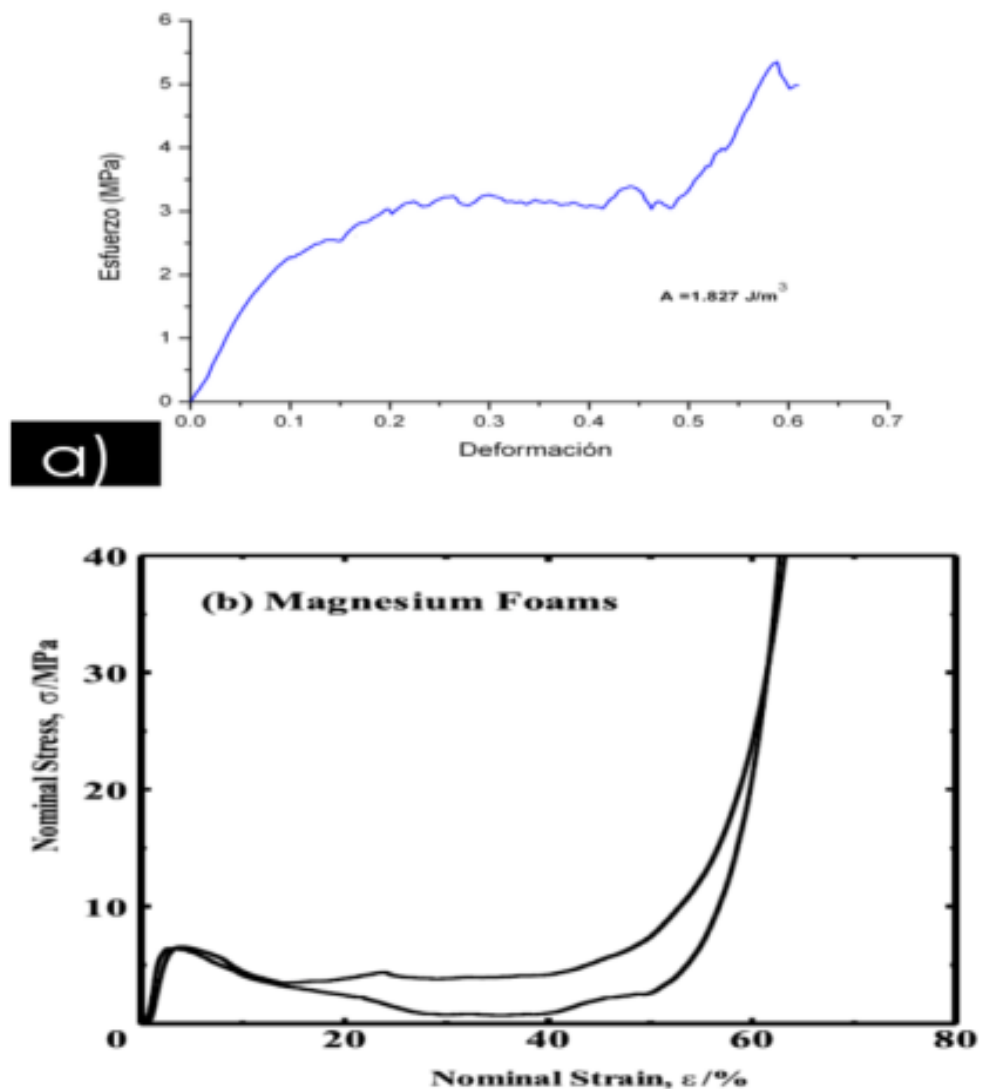 6
5
4
3
2
1
0
Esfuerzo (MPa)
A =1.827 J/m³
0.0 0.1 0.2 0.3 0.4 0.5 0.6 0.7
Deformación
a)
40
30
20
10
0
Nominal Stress, σ/MPa
(b) Magnesium Foams
20 40 60 80
Nominal Strain, ε/%